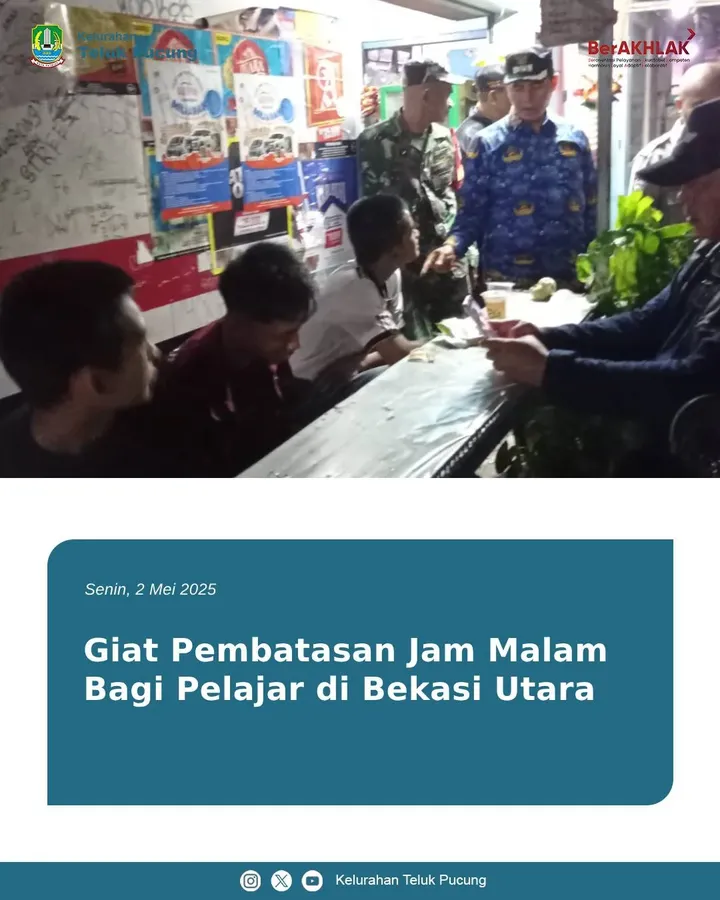 Kelurahan
Teluk Pucung
BerAKHLAK
Senin, 2 Mei 2025
Giat Pembatasan Jam Malam
Bagi Pelajar di Bekasi Utara
Kelurahan Teluk Pucung